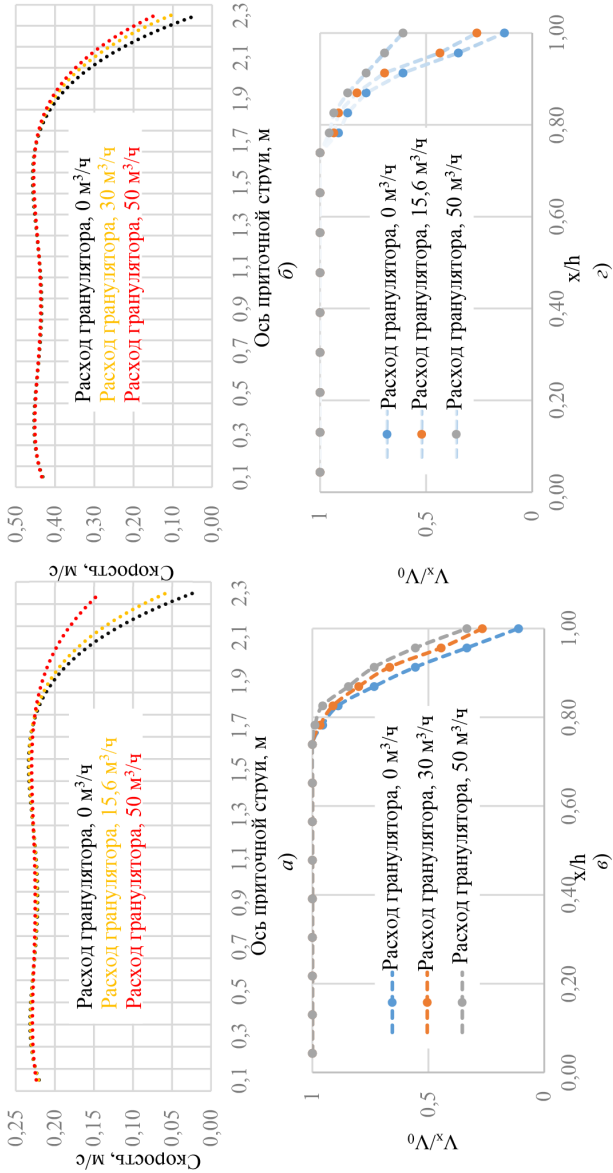 Скорость, м/с
0,25
0,20
0,15
0,10
0,05
0,00
Расход гранулятора, 0 м³/ч
Расход гранулятора, 15,6 м³/ч
Расход гранулятора, 50 м³/ч
0,1 0,3 0,5 0,7 0,9 1,1 1,3 1,5 1,7 1,9 2,1 2,3
Ось приточной струи, м
а)
Скорость, м/с
0,50
0,40
0,30
0,20
0,10
0,00
Расход гранулятора, 0 м³/ч
Расход гранулятора, 30 м³/ч
Расход гранулятора, 50 м³/ч
0,1 0,3 0,5 0,7 0,9 1,1 1,3 1,5 1,7 1,9 2,1 2,3
Ось приточной струи, м
б)
Vₓ/V₀
1
0,5
0
Расход гранулятора, 0 м³/ч
Расход гранулятора, 30 м³/ч
Расход гранулятора, 50 м³/ч
0,00 0,20 0,40 0,60 0,80 1,00
x/h
в)
Vₓ/V₀
1
0,5
0
Расход гранулятора, 0 м³/ч
Расход гранулятора, 15,6 м³/ч
Расход гранулятора, 50 м³/ч
0,00 0,20 0,40 0,60 0,80 1,00
x/h
г)